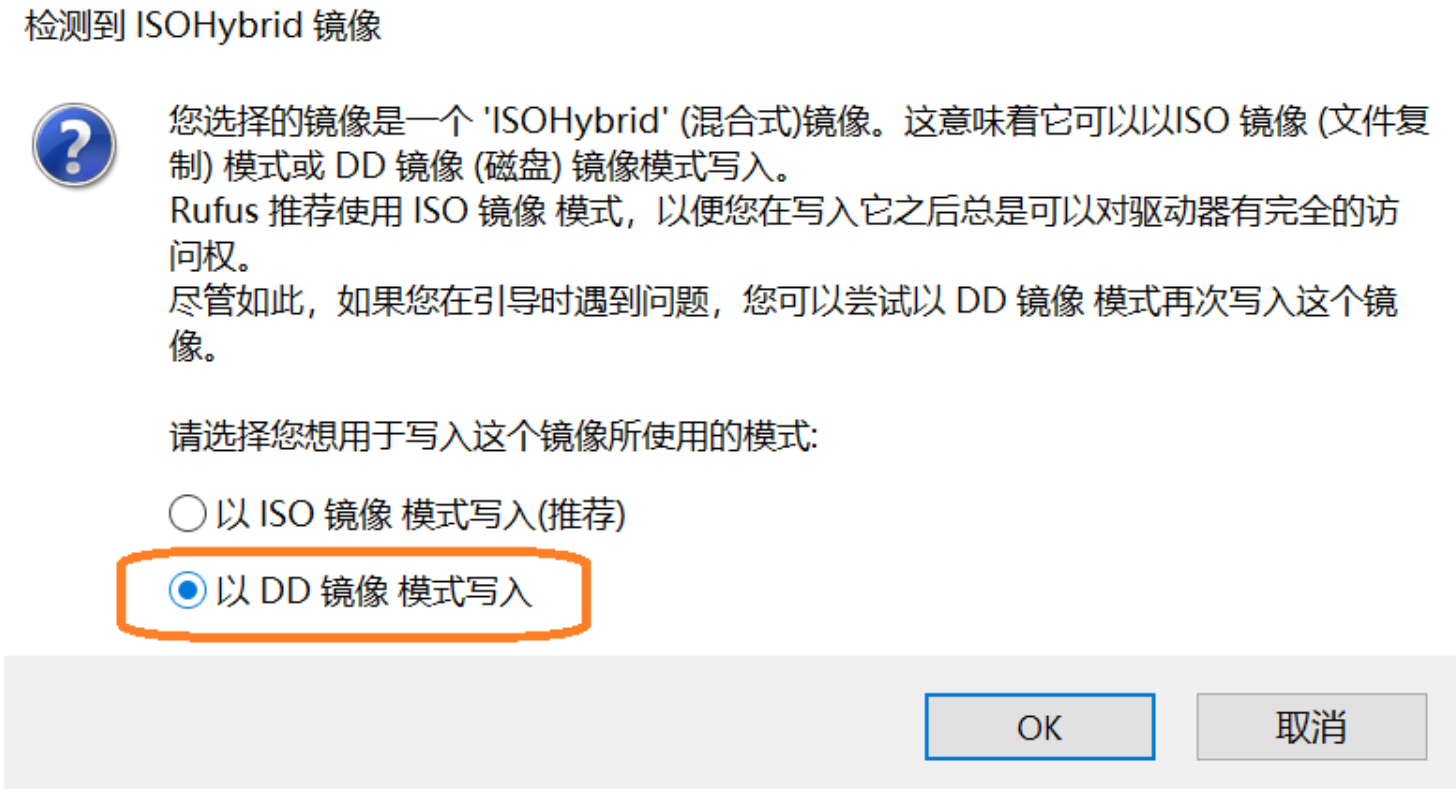 检测到 ISOHybrid 镜像
您选择的镜像是一个 'ISOHybrid' (混合式)镜像。这意味着它可以以ISO 镜像 (文件复
制) 模式或 DD 镜像 (磁盘) 镜像模式写入。
Rufus 推荐使用 ISO 镜像 模式，以便您在写入它之后总是可以对驱动器有完全的访
问权。
尽管如此，如果您在引导时遇到问题，您可以尝试以 DD 镜像 模式再次写入这个镜
像。
请选择您想用于写入这个镜像所使用的模式:
以 ISO 镜像 模式写入(推荐)
以 DD 镜像 模式写入
OK 取消